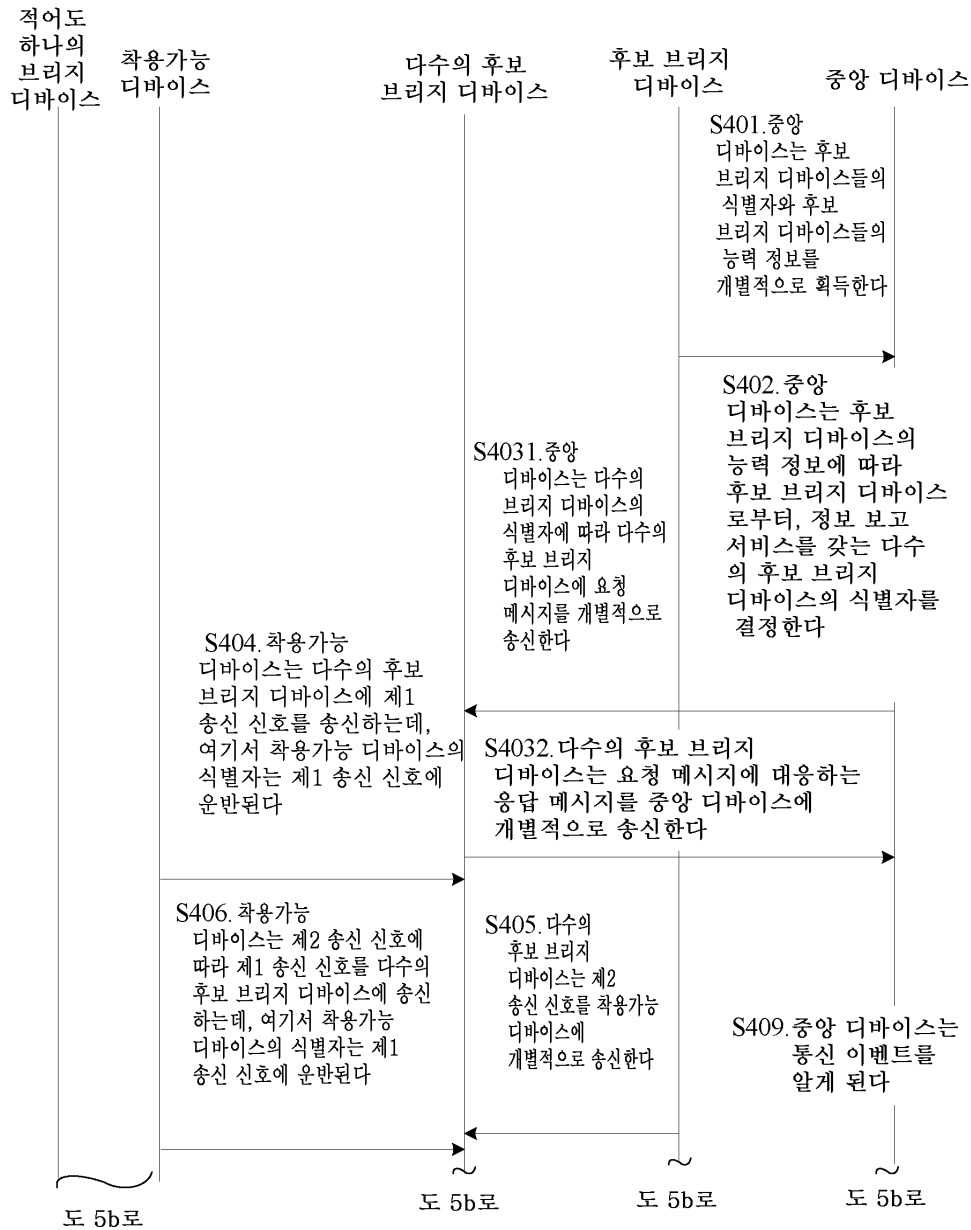 적어도
하나의
브리지
디바이스
착용가능
디바이스
다수의 후보
브리지 디바이스
후보 브리지
디바이스
중앙 디바이스
S401.중앙
디바이스는 후보
브리지 디바이스들의
식별자와 후보
브리지 디바이스들의
능력 정보를
개별적으로 획득한다
S402.중앙
디바이스는 후보
브리지 디바이스의
능력 정보에 따라
후보 브리지 디바이스
로부터, 정보 보고
서비스를 갖는 다수
의 후보 브리지
디바이스의 식별자를
결정한다
S4031.중앙
디바이스는 다수의
브리지 디바이스의
식별자에 따라 다수의
후보 브리지
디바이스에 요청
메시지를 개별적으로
송신한다
S404.착용가능
디바이스는 다수의 후보
브리지 디바이스에 제1
송신 신호를 송신하는데,
여기서 착용가능 디바이스의
식별자는 제1 송신 신호에
운반된다
S4032.다수의 후보 브리지
디바이스는 요청 메시지에 대응하는
응답 메시지를 중앙 디바이스에
개별적으로 송신한다
S406.착용가능
디바이스는 제2 송신 신호에
따라 제1 송신 신호를 다수의
후보 브리지 디바이스에 송신
하는데, 여기서 착용가능
디바이스의 식별자는 제1
송신 신호에 운반된다
S405.다수의
후보 브리지
디바이스는 제2
송신 신호를 착용가능
디바이스에
개별적으로 송신한다
S409.중앙 디바이스는
통신 이벤트를
알게 된다
도 5b로
도 5b로
도 5b로
도 5b로